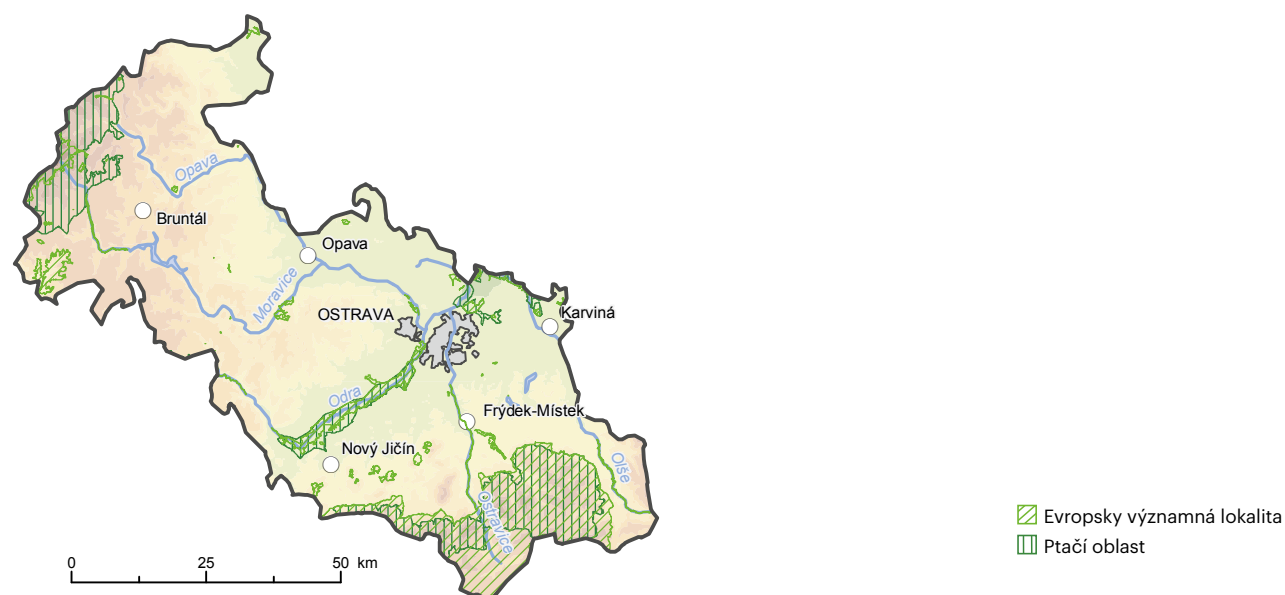 Opava
Bruntál
Opava
Moravice
OSTRAVA
Karviná
Odra
Frýdek-Místek
Nový Jičín
Olše
Ostravice
Evropsky významná lokalita
Ptačí oblast
0 25 50 km